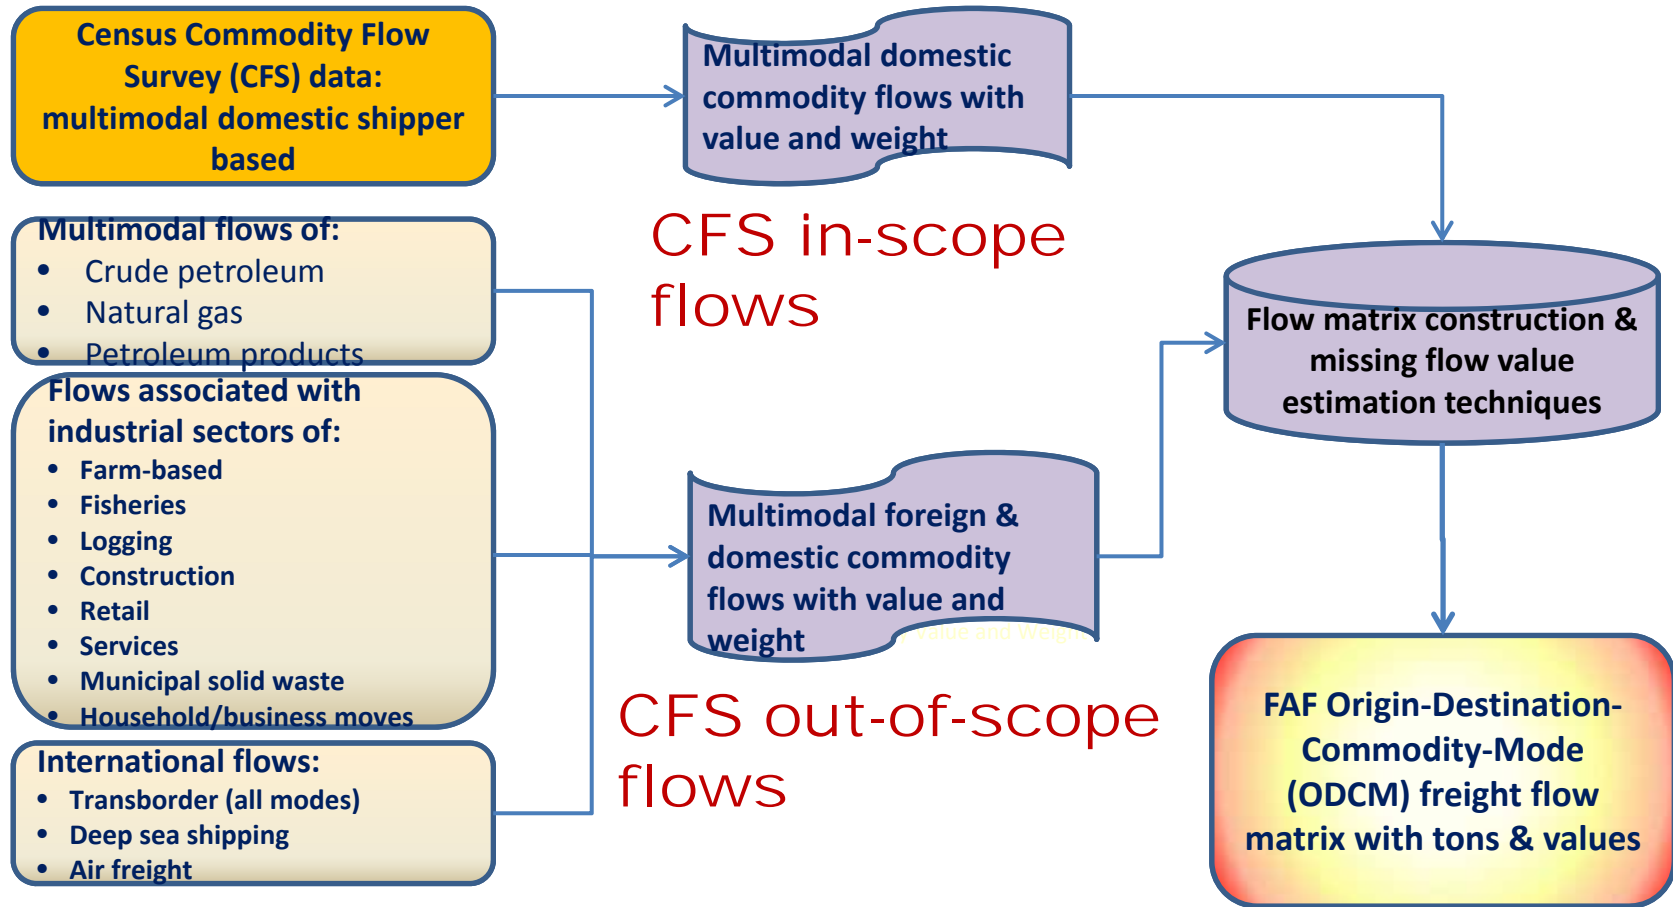 Census Commodity Flow
Survey (CFS) data:
multimodal domestic shipper
based
Multimodal domestic
commodity flows with
value and weight
CFS in-scope
flows
Multimodal flows of:
• Crude petroleum
• Natural gas
• Petroleum products
Flow matrix construction &
missing flow value
estimation techniques
Flows associated with
industrial sectors of:
• Farm-based
• Fisheries
• Logging
• Construction
• Retail
• Services
• Municipal solid waste
• Household/business moves
Multimodal foreign &
domestic commodity
flows with value and
weight
Value and Weight
CFS out-of-scope
flows
International flows:
• Transborder (all modes)
• Deep sea shipping
• Air freight
FAF Origin-Destination-
Commodity-Mode
(ODCM) freight flow
matrix with tons & values